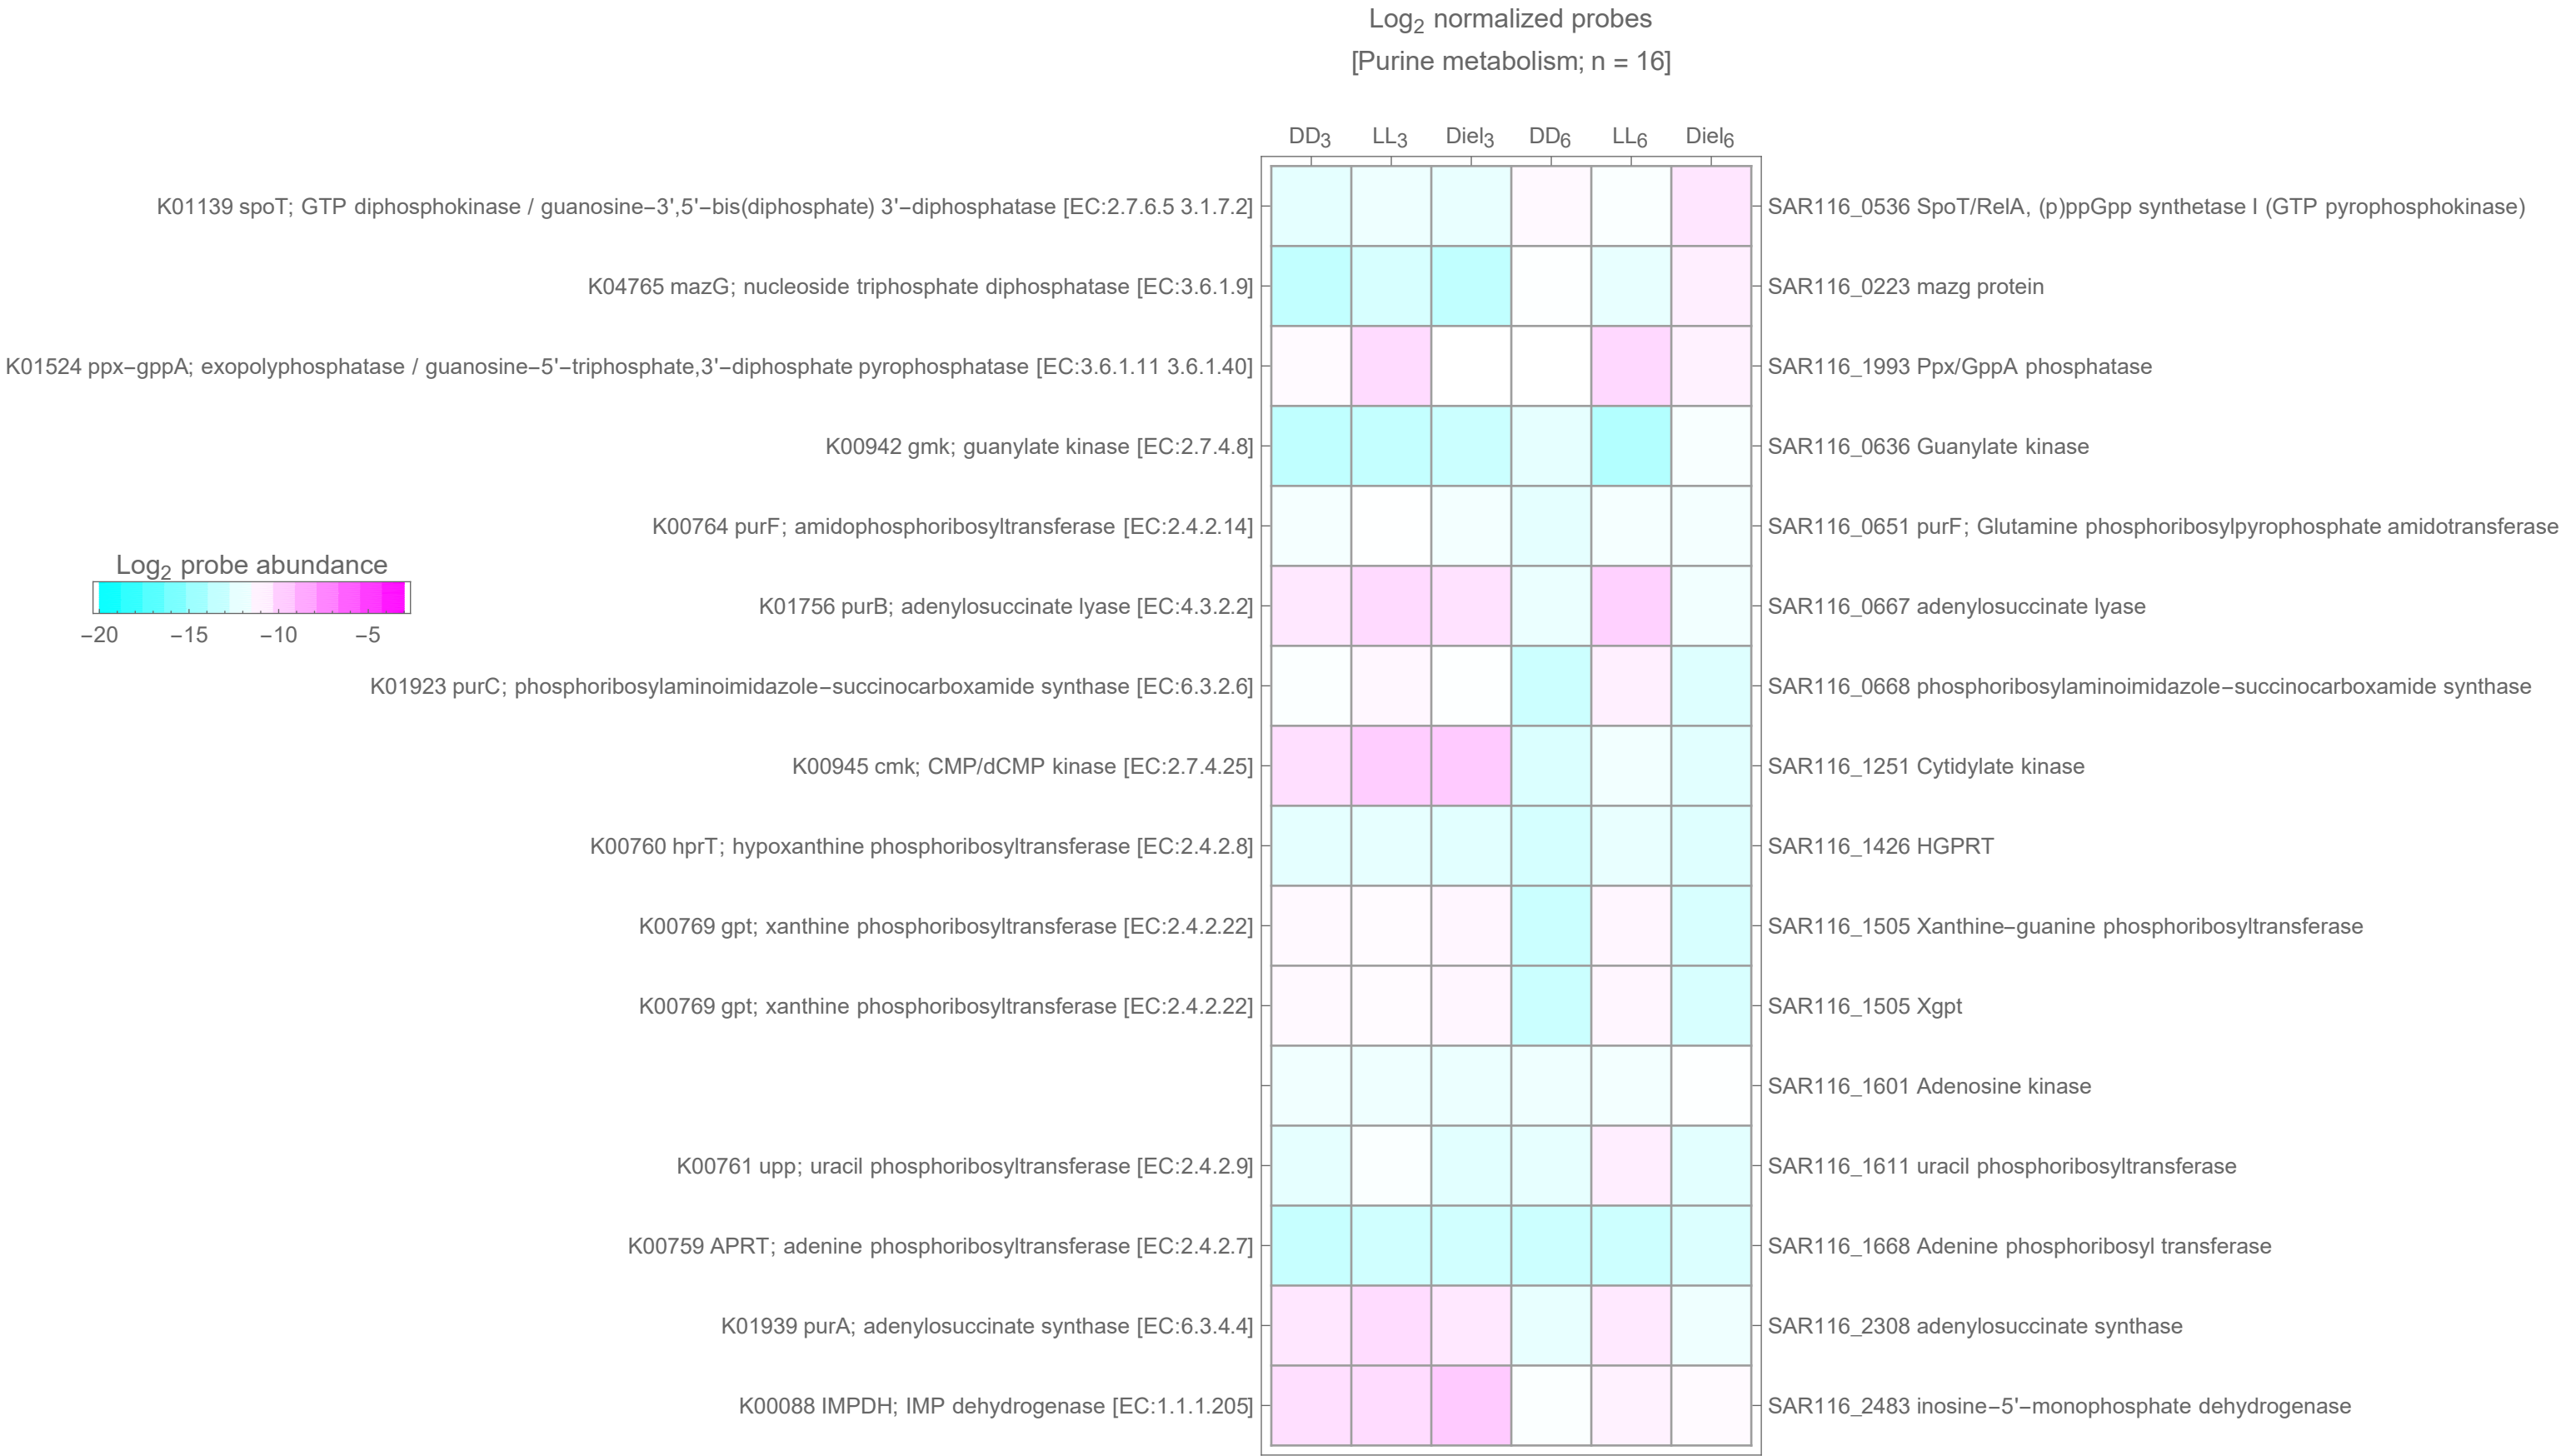 Log2 normalized probes
[Purine metabolism; n = 16]
DD3 LL3 Diel3 DD6 LL6 Diel6
K01139 spoT; GTP diphosphokinase / guanosine−3',5'−bis(diphosphate) 3'−diphosphatase [EC:2.7.6.5 3.1.7.2] SAR116_0536 SpoT/RelA, (p)ppGpp synthetase I (GTP pyrophosphokinase)
K04765 mazG; nucleoside triphosphate diphosphatase [EC:3.6.1.9] SAR116_0223 mazg protein
K01524 ppx−gppA; exopolyphosphatase / guanosine−5'−triphosphate,3'−diphosphate pyrophosphatase [EC:3.6.1.11 3.6.1.40] SAR116_1993 Ppx/GppA phosphatase
K00942 gmk; guanylate kinase [EC:2.7.4.8] SAR116_0636 Guanylate kinase
K00764 purF; amidophosphoribosyltransferase [EC:2.4.2.14] SAR116_0651 purF; Glutamine phosphoribosylpyrophosphate amidotransferase
Log2 probe abundance
−20 −15 −10 −5
K01756 purB; adenylosuccinate lyase [EC:4.3.2.2] SAR116_0667 adenylosuccinate lyase
K01923 purC; phosphoribosylaminoimidazole−succinocarboxamide synthase [EC:6.3.2.6] SAR116_0668 phosphoribosylaminoimidazole−succinocarboxamide synthase
K00945 cmk; CMP/dCMP kinase [EC:2.7.4.25] SAR116_1251 Cytidylate kinase
K00760 hprT; hypoxanthine phosphoribosyltransferase [EC:2.4.2.8] SAR116_1426 HGPRT
K00769 gpt; xanthine phosphoribosyltransferase [EC:2.4.2.22] SAR116_1505 Xanthine−guanine phosphoribosyltransferase
K00769 gpt; xanthine phosphoribosyltransferase [EC:2.4.2.22] SAR116_1505 Xgpt
SAR116_1601 Adenosine kinase
K00761 upp; uracil phosphoribosyltransferase [EC:2.4.2.9] SAR116_1611 uracil phosphoribosyltransferase
K00759 APRT; adenine phosphoribosyltransferase [EC:2.4.2.7] SAR116_1668 Adenine phosphoribosyl transferase
K01939 purA; adenylosuccinate synthase [EC:6.3.4.4] SAR116_2308 adenylosuccinate synthase
K00088 IMPDH; IMP dehydrogenase [EC:1.1.1.205] SAR116_2483 inosine−5'−monophosphate dehydrogenase